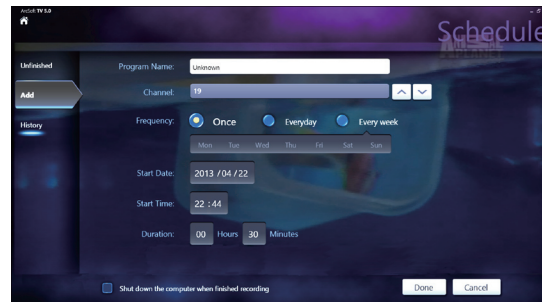 ArcSoft TV 5.0
Schedule
ANIMAL PLANET
Unfinished
Add
History
Program Name: Unknown
Channel: 19
Frequency: Once Everyday Every week
Mon Tue Wed Thu Fri Sat Sun
Start Date: 2013 /04 /22
Start Time: 22 :44
Duration: 00 Hours 30 Minutes
Shut down the computer when finished recording
Done Cancel